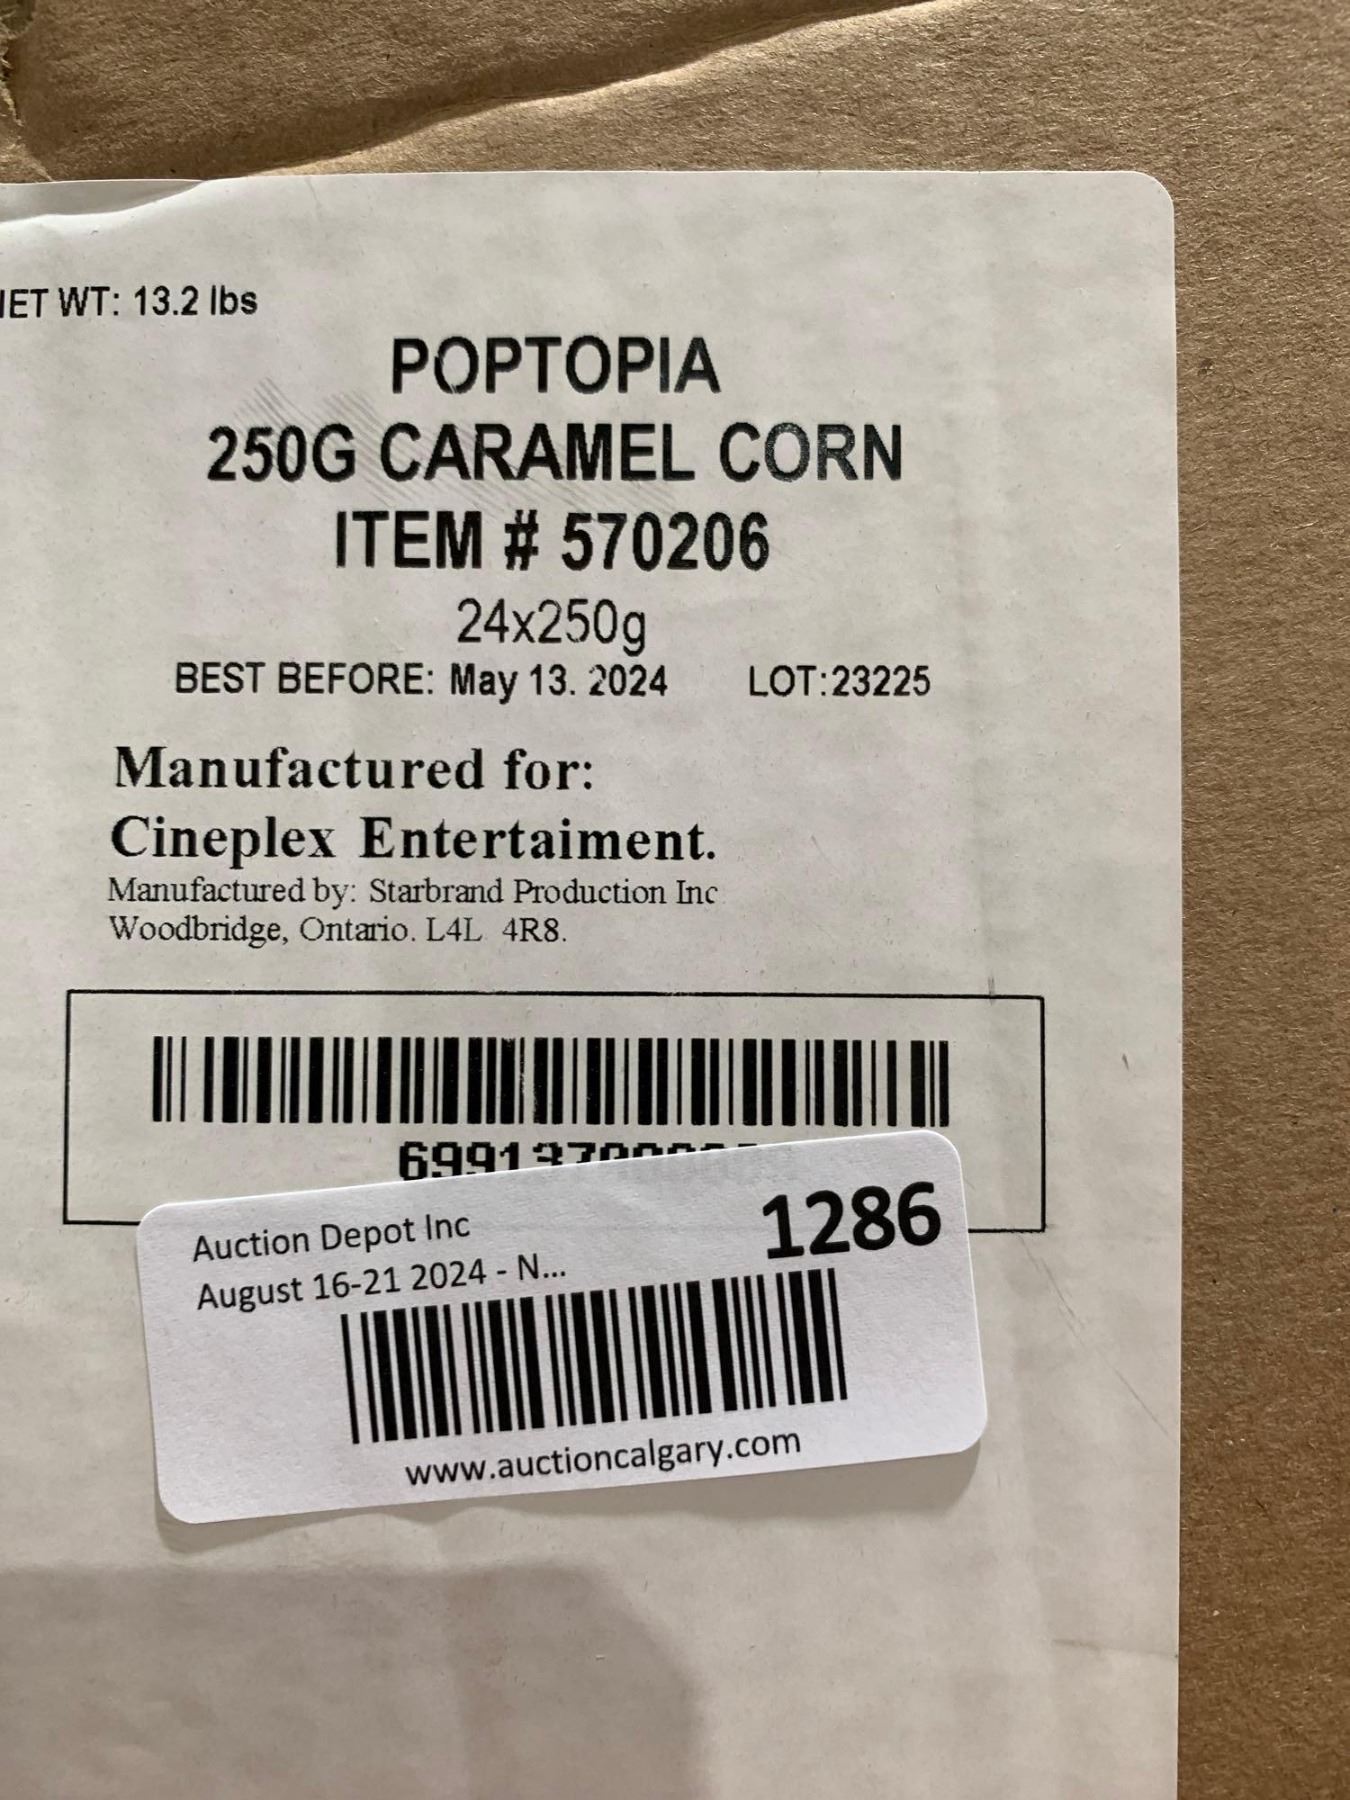 NET WT: 13.2 lbs
POPTOPIA
250G CARAMEL CORN
ITEM # 570206
24x250g
BEST BEFORE: May 13. 2024 LOT:23225
Manufactured for:
Cineplex Entertaiment.
Manufactured by: Starbrand Production Inc
Woodbridge, Ontario. L4L 4R8.
Auction Depot Inc
1286
August 16-21 2024 - N...
www.auctioncalgary.com